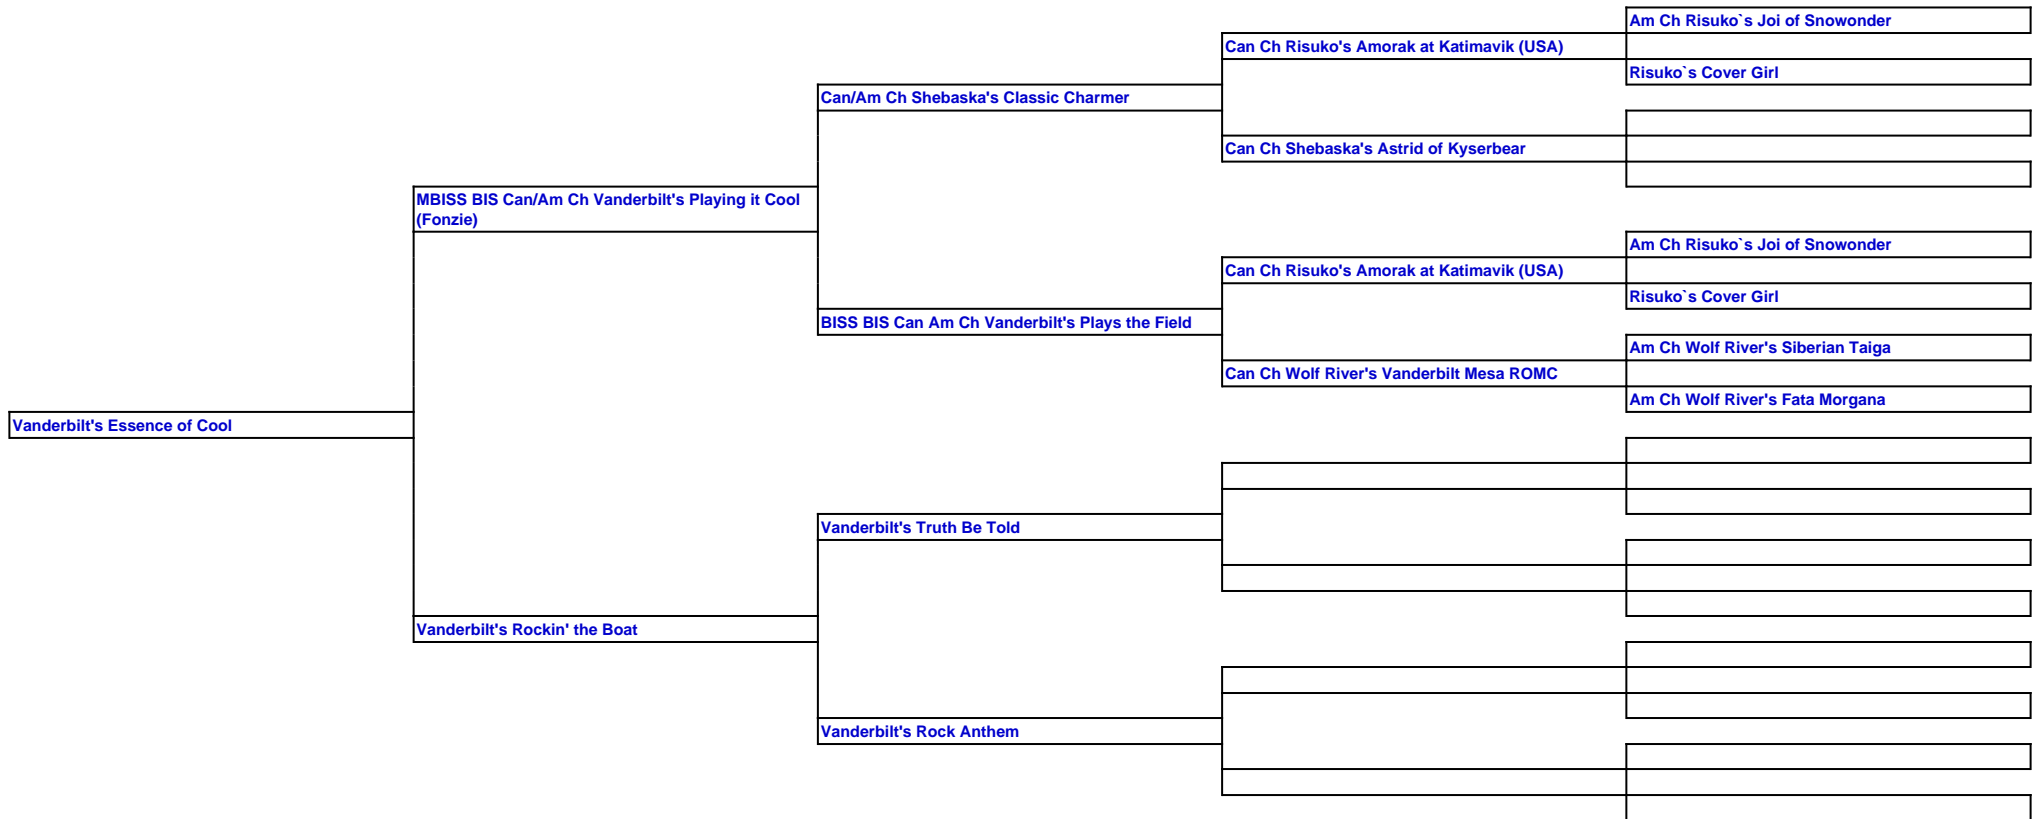 Am Ch Risuko`s Joi of Snowonder
Can Ch Risuko's Amorak at Katimavik (USA)
Risuko`s Cover Girl
Can/Am Ch Shebaska's Classic Charmer
Can Ch Shebaska's Astrid of Kyserbear
MBISS BIS Can/Am Ch Vanderbilt's Playing it Cool
(Fonzie)
Am Ch Risuko`s Joi of Snowonder
Can Ch Risuko's Amorak at Katimavik (USA)
Risuko`s Cover Girl
BISS BIS Can Am Ch Vanderbilt's Plays the Field
Am Ch Wolf River's Siberian Taiga
Can Ch Wolf River's Vanderbilt Mesa ROMC
Am Ch Wolf River's Fata Morgana
Vanderbilt's Essence of Cool
Vanderbilt's Truth Be Told
Vanderbilt's Rockin' the Boat
Vanderbilt's Rock Anthem